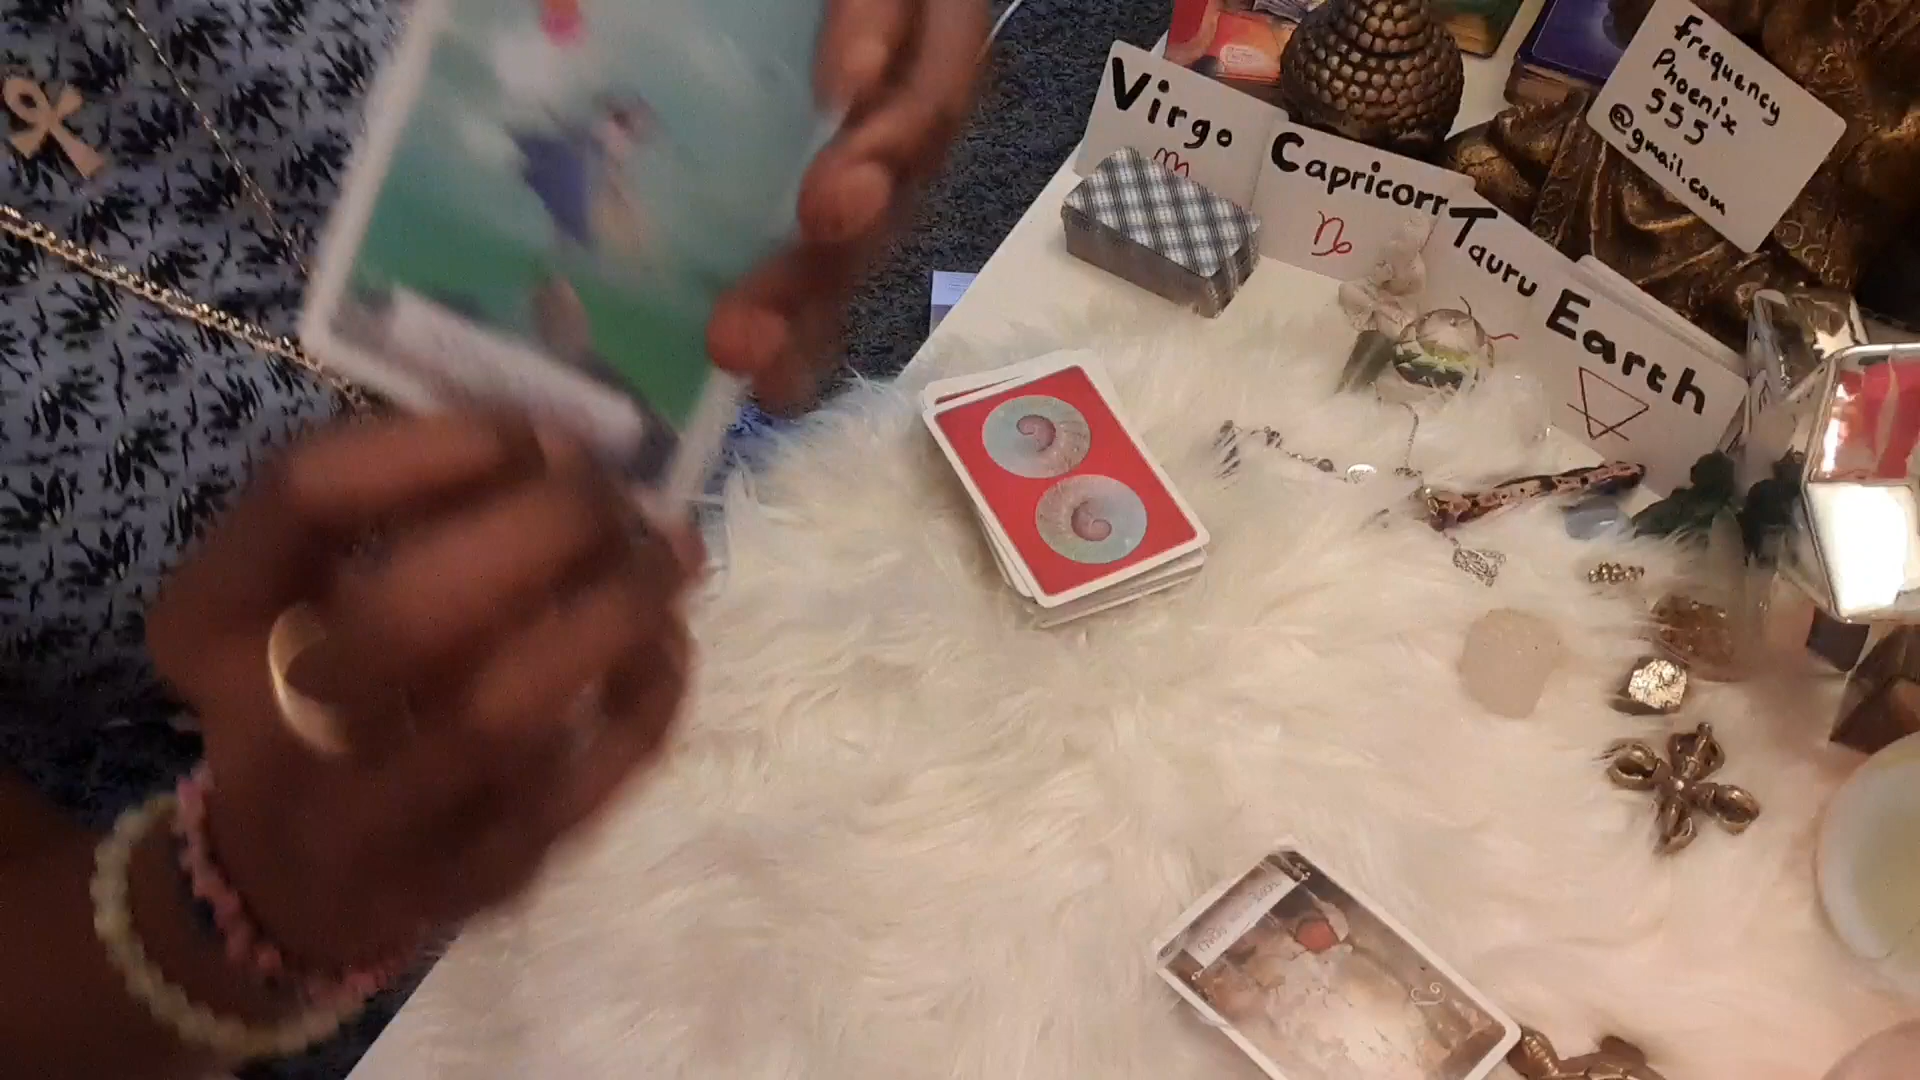 Virgo
♍
Capricorn
♑
Tauru
Earth
Frequency
Phoenix
555
@gmail.com